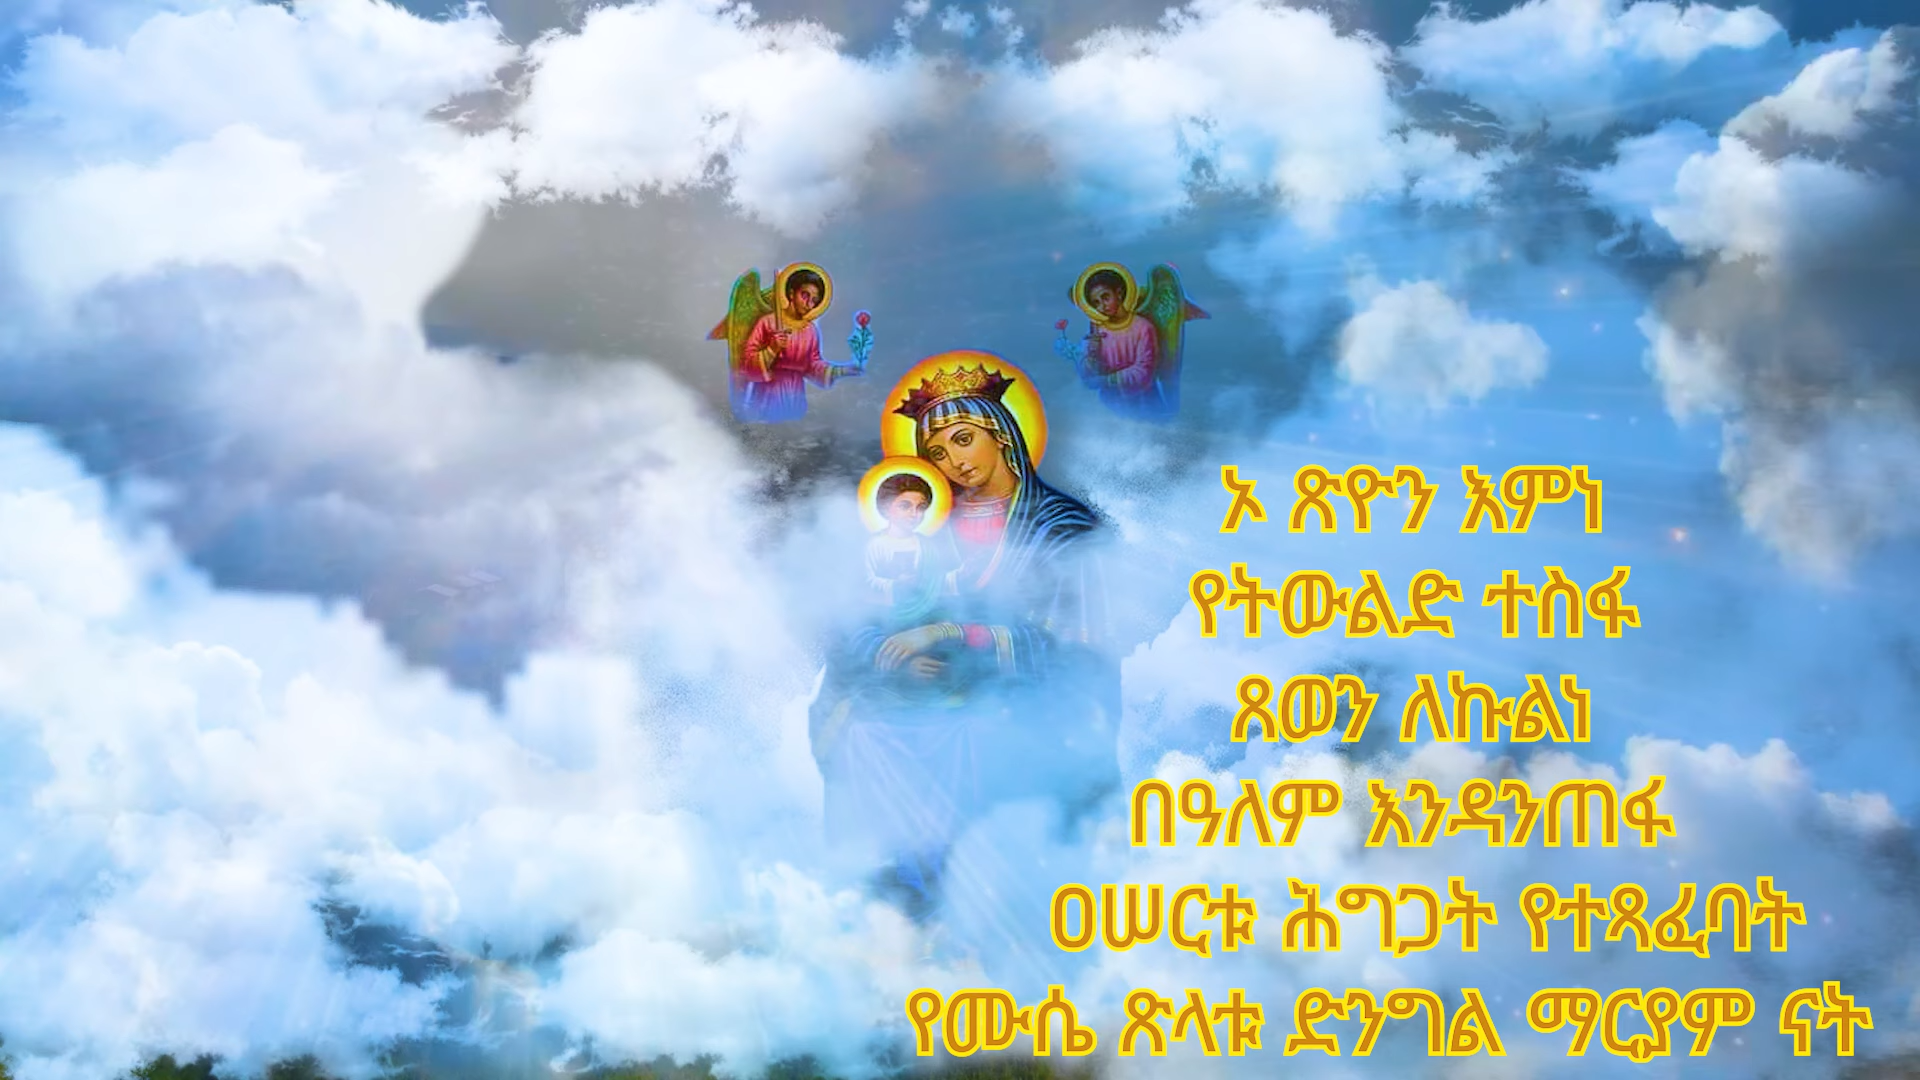 ኦ ጽዮን እምነ
የትውልድ ተስፋ
ጸወን ለኩልነ
በዓለም እንዳንጠፋ
ዐሠርቱ ሕግጋት የተጻፈባት
የሙሴ ጽላቱ ድንግል ማርያም ናት